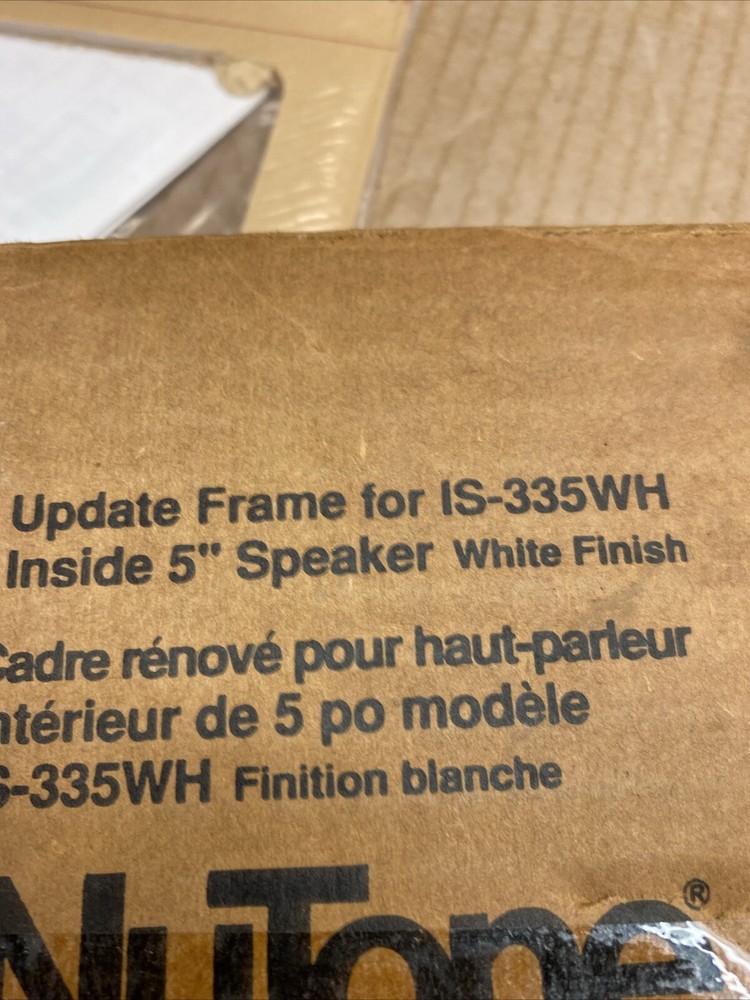 Update Frame for IS-335WH
Inside 5" Speaker White Finish
Cadre rénové pour haut-parleur
intérieur de 5 po modèle
IS-335WH Finition blanche
NuTone®